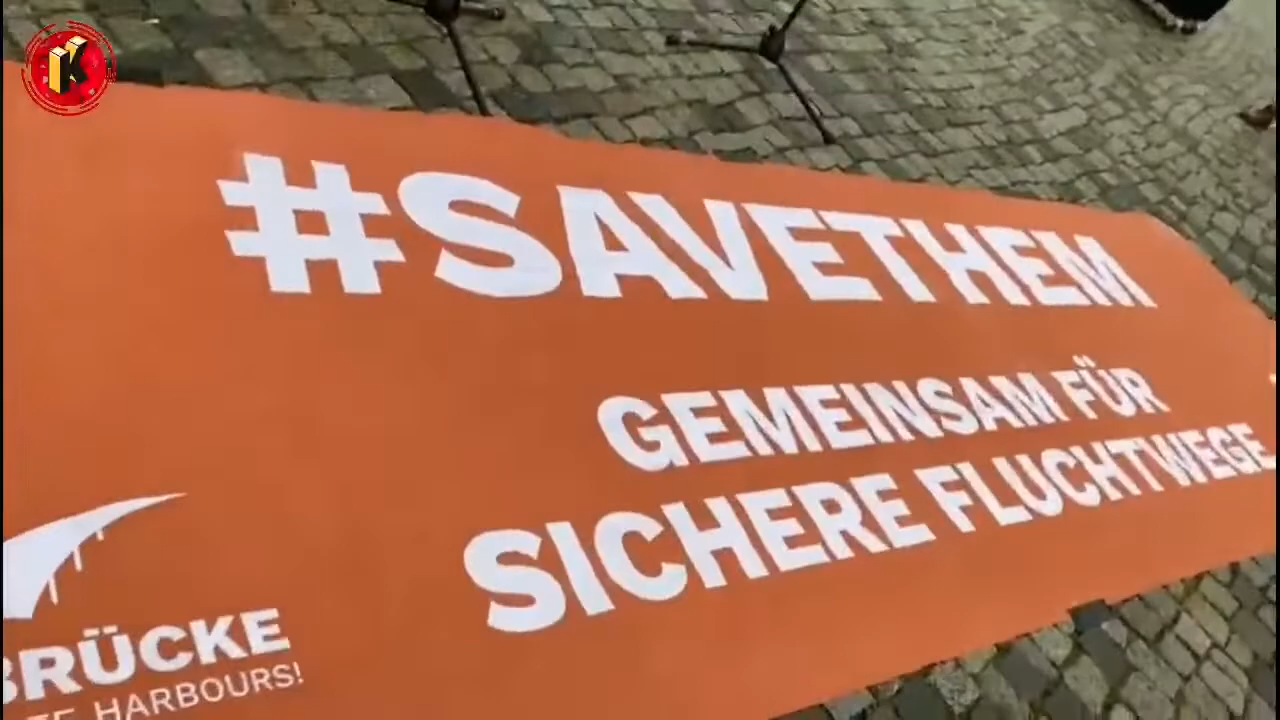 #SAVETHEM
GEMEINSAM FÜR
SICHERE FLUCHTWEGE
BRÜCKE
HARBOURS!